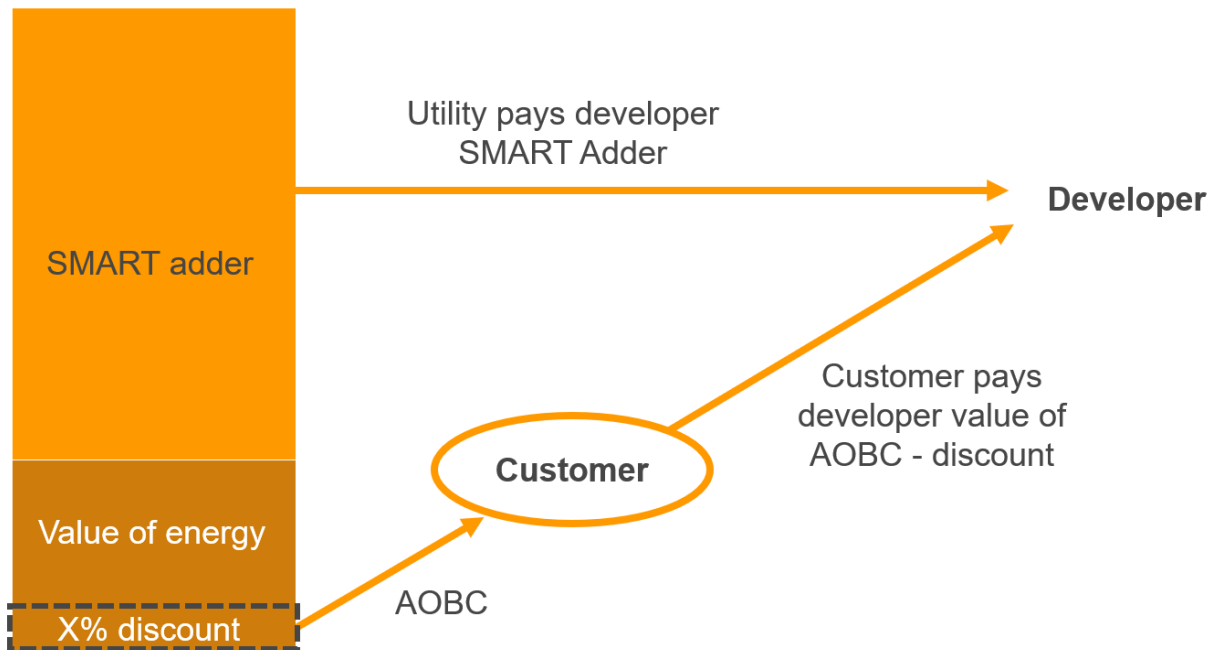 Utility pays developer
SMART Adder
Developer
SMART adder
Customer pays
developer value of
AOBC - discount
Customer
Value of energy
AOBC
X% discount